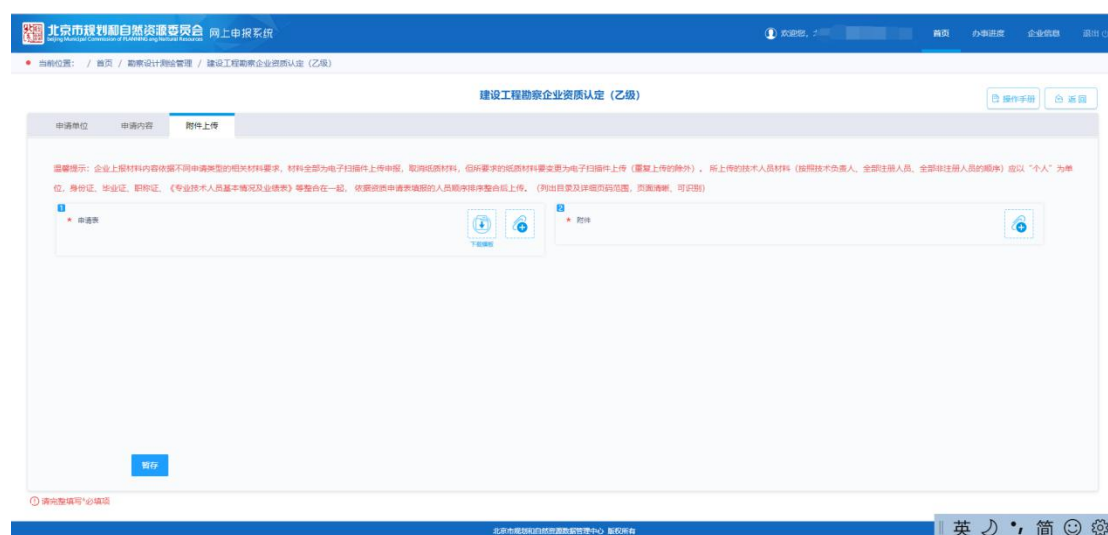 北京市规划和自然资源委员会 网上申报系统
Beijing Municipal Commission of PLANNING ang Natural Resources
欢迎您,
首页 办事进度 企业信息 退出
当前位置: / 首页 / 勘察设计测绘管理 / 建设工程勘察企业资质认定(乙级)
建设工程勘察企业资质认定(乙级)
操作手册 返 回
申请单位 申请内容 附件上传
温馨提示:企业上报材料内容依据不同申请类型的相关材料要求,材料全部为电子扫描件上传申报,取消纸质材料,但所要求的纸质材料要变更为电子扫描件上传(重复上传的除外)。所上传的技术人员材料(按照技术负责人、全部注册人员、全部非注册人员的顺序)应以“个人”为单
位,身份证、毕业证、职称证、《专业技术人员基本情况及业绩表》等整合在一起,依据资质申请表填报的人员顺序排序整合后上传。(列出目录及详细页码范围,页面清晰、可识别)
1 2
* 申请表 * 附件
下载模板
暂存
请完整填写*必填项
北京市规划和自然资源数据管理中心 版权所有
英 简